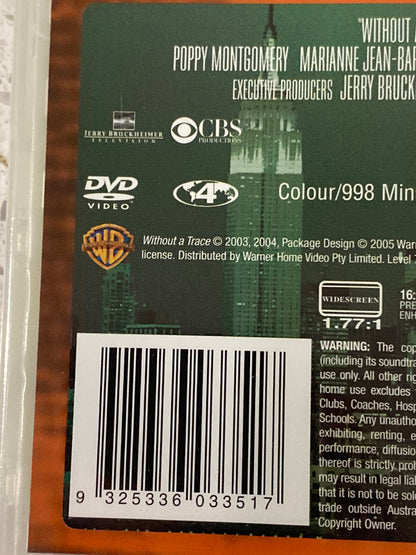 "WITHOUT
POPPY MONTGOMERY MARIANNE JEAN-BA
EXECUTIVE PRODUCERS JERRY BRUCK
JERRY BRUCKHEIMER
TELEVISION
CBS
PRODUCTIONS
DVD
VIDEO
4
Colour/998 Min
WB
Without a Trace © 2003, 2004, Package Design © 2005 War
license. Distributed by Warner Home Video Pty Limited. Level
WIDESCREEN
1.77:1
16:
PRE
ENH
WARNING: The cop
(including its soundtra
use only. All other ri
home use excludes
Clubs, Coaches, Hosp
Schools. Any unautho
exhibiting, renting, e
performance, diffusio
thereof is strictly proh
may result in legal liab
that it is not to be sol
trade outside Austra
Copyright Owner.
9 325336 033517